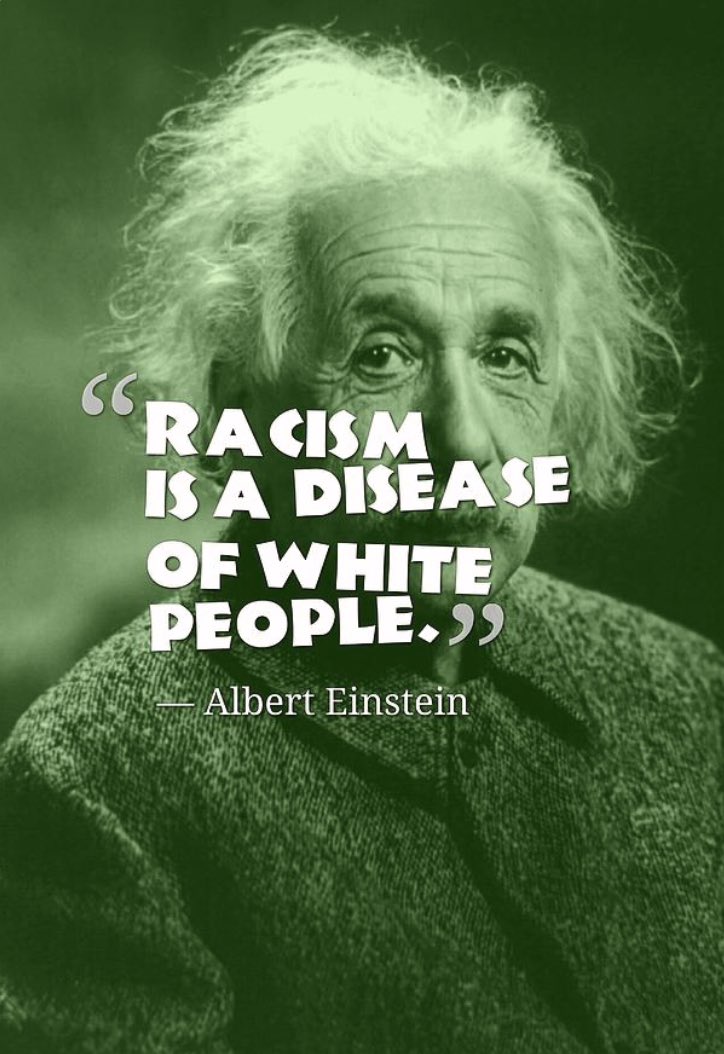 “RACISM
IS A DISEASE
OF WHITE
PEOPLE.”
— Albert Einstein